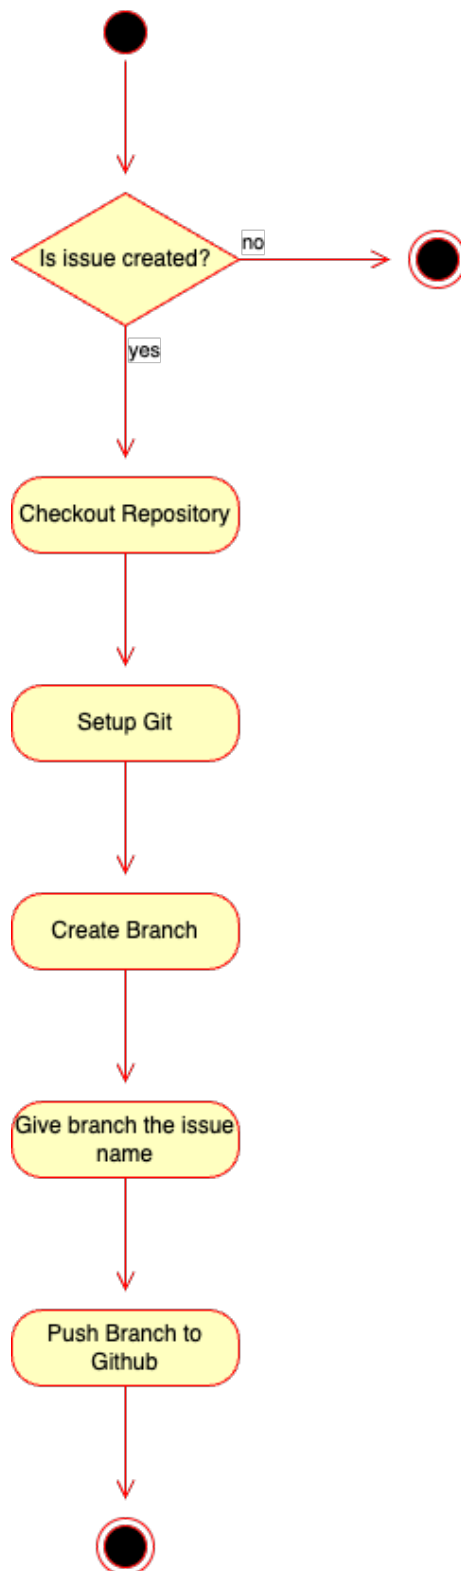 Is issue created?
no
yes
Checkout Repository
Setup Git
Create Branch
Give branch the issue
name
Push Branch to
Github